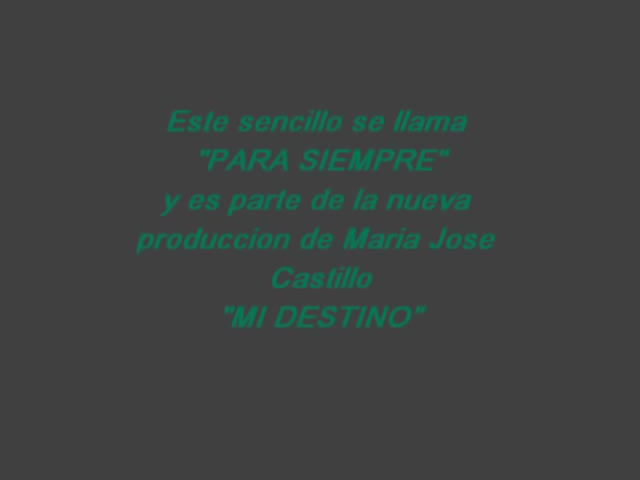 Este sencillo se llama
"PARA SIEMPRE"
y es parte de la nueva
produccion de Maria Jose
Castillo
"MI DESTINO"